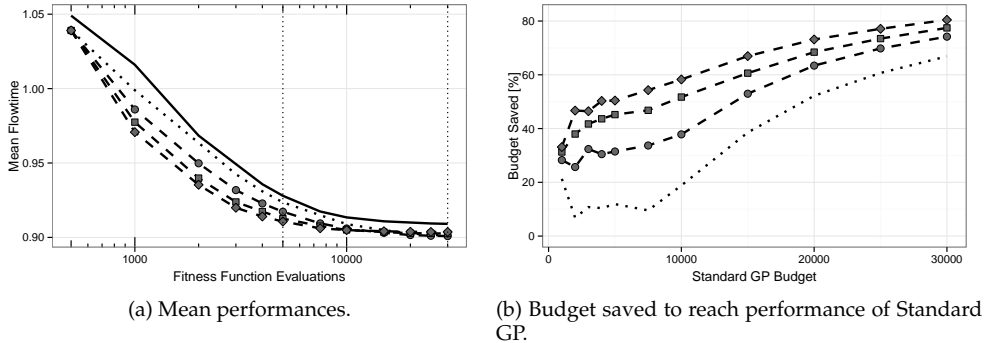 1.05
1.00
0.95
0.90
Mean Flowtime
1000
10000
Fitness Function Evaluations
(a) Mean performances.
80
60
40
20
0
Budget Saved [%]
0
10000
20000
30000
Standard GP Budget
(b) Budget saved to reach performance of Standard
GP.